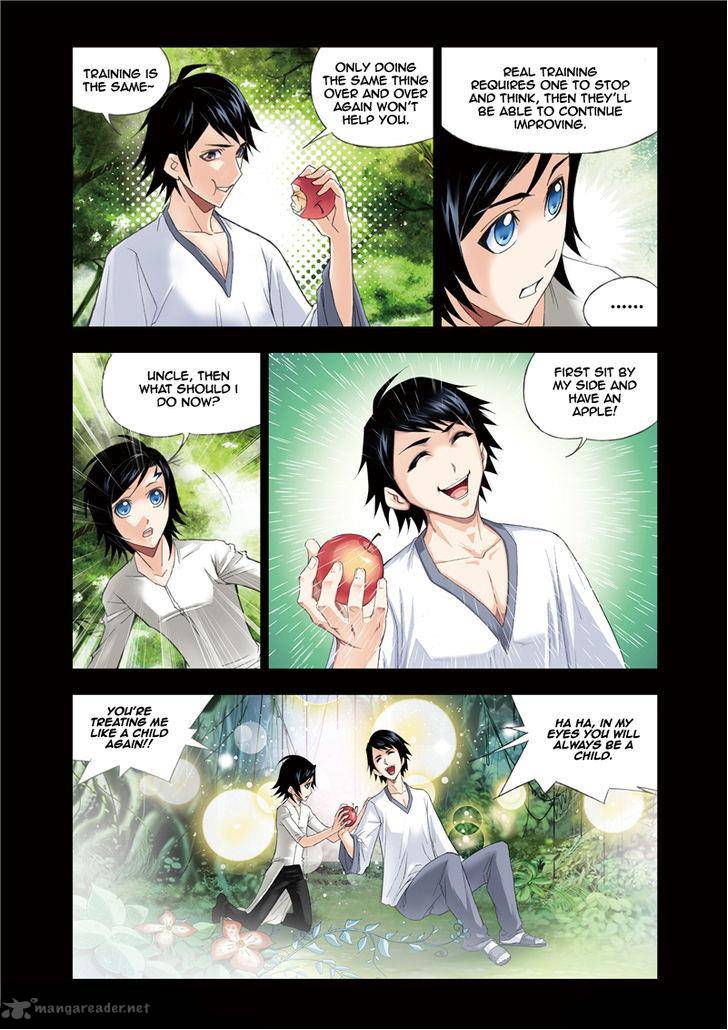 TRAINING IS
THE SAME~
ONLY DOING
THE SAME THING
OVER AND OVER
AGAIN WON'T
HELP YOU.
REAL TRAINING
REQUIRES ONE TO STOP
AND THINK, THEN THEY'LL
BE ABLE TO CONTINUE
IMPROVING.
......
UNCLE, THEN
WHAT SHOULD I
DO NOW?
FIRST SIT BY
MY SIDE AND
HAVE AN
APPLE!
YOU'RE
TREATING ME
LIKE A CHILD
AGAIN!!
HA HA, IN MY
EYES YOU WILL
ALWAYS BE A
CHILD.
mangareader.net